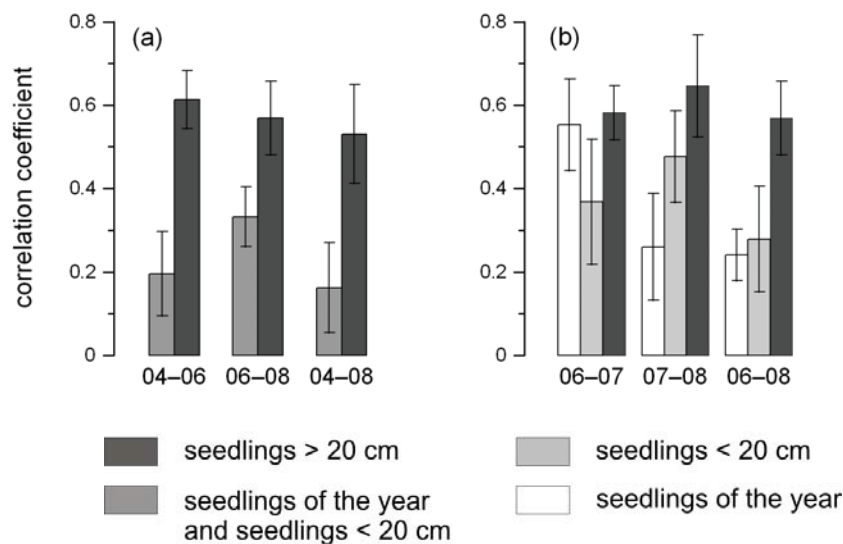 correlation coefficient
(a)
0.8
0.6
0.4
0.2
0
04–06 06–08 04–08
(b)
0.8
0.6
0.4
0.2
0
06–07 07–08 06–08
seedlings > 20 cm
seedlings of the year
and seedlings < 20 cm
seedlings < 20 cm
seedlings of the year